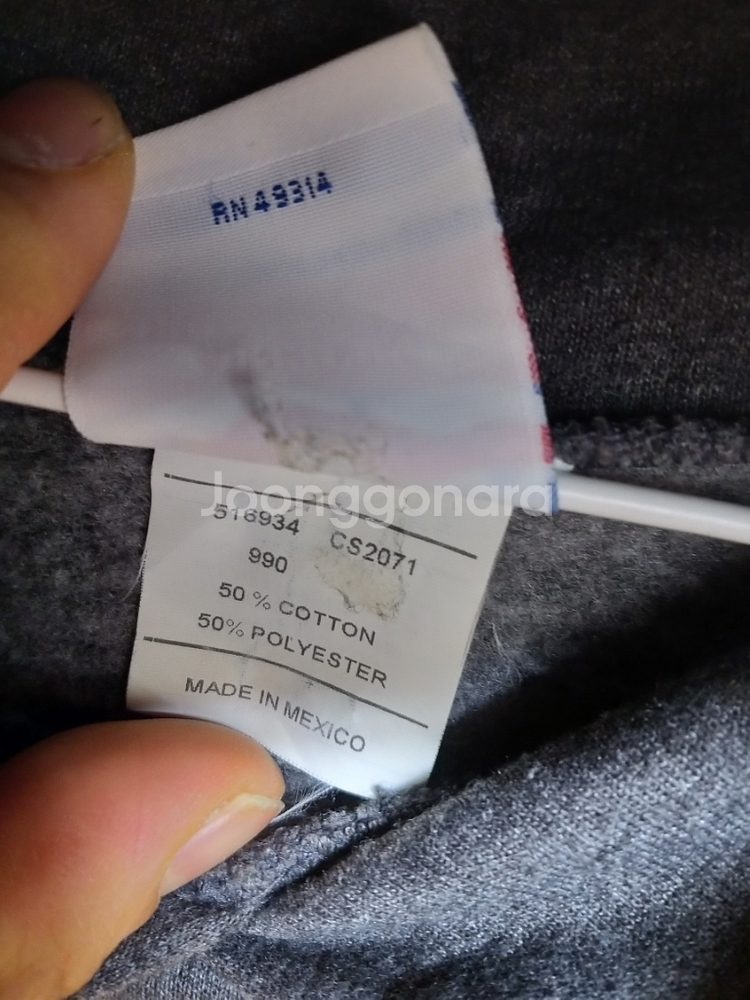 RN 49314
Joonggonara
516934 CS2071
990
50 % COTTON
50% POLYESTER
MADE IN MEXICO